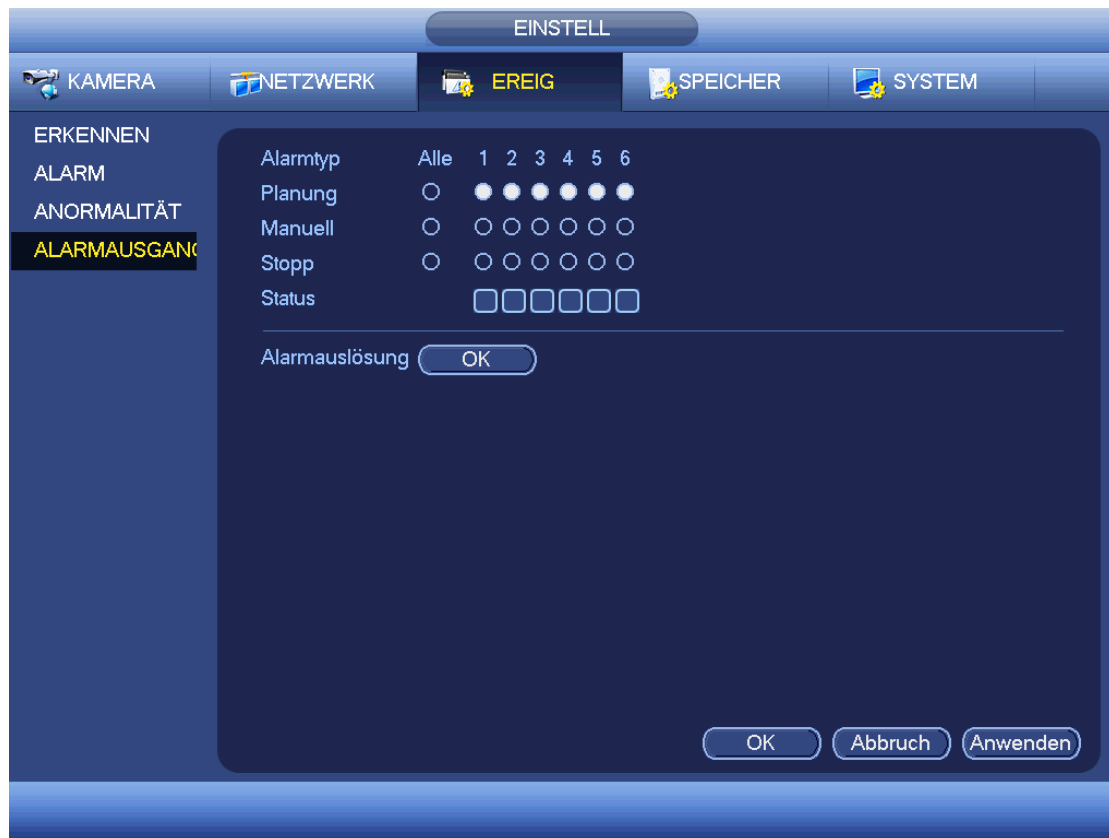 EINSTELL
KAMERA NETZWERK EREIG SPEICHER SYSTEM
ERKENNEN
ALARM
ANORMALITÄT
ALARMAUSGANG
Alarmtyp Alle 1 2 3 4 5 6
Planung
Manuell
Stopp
Status
Alarmauslösung OK
OK Abbruch Anwenden